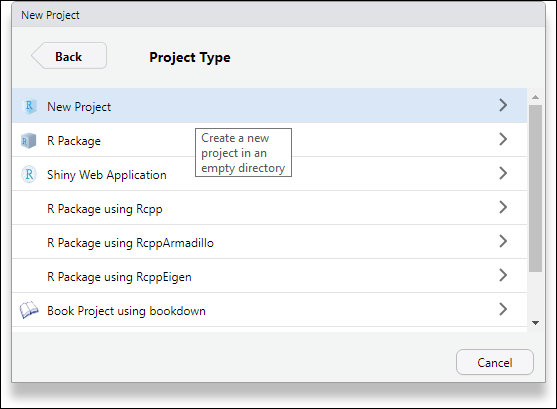 New Project
Back
Project Type
New Project
R Package
Create a new
project in an
empty directory
Shiny Web Application
R Package using Rcpp
R Package using RcppArmadillo
R Package using RcppEigen
Book Project using bookdown
Cancel